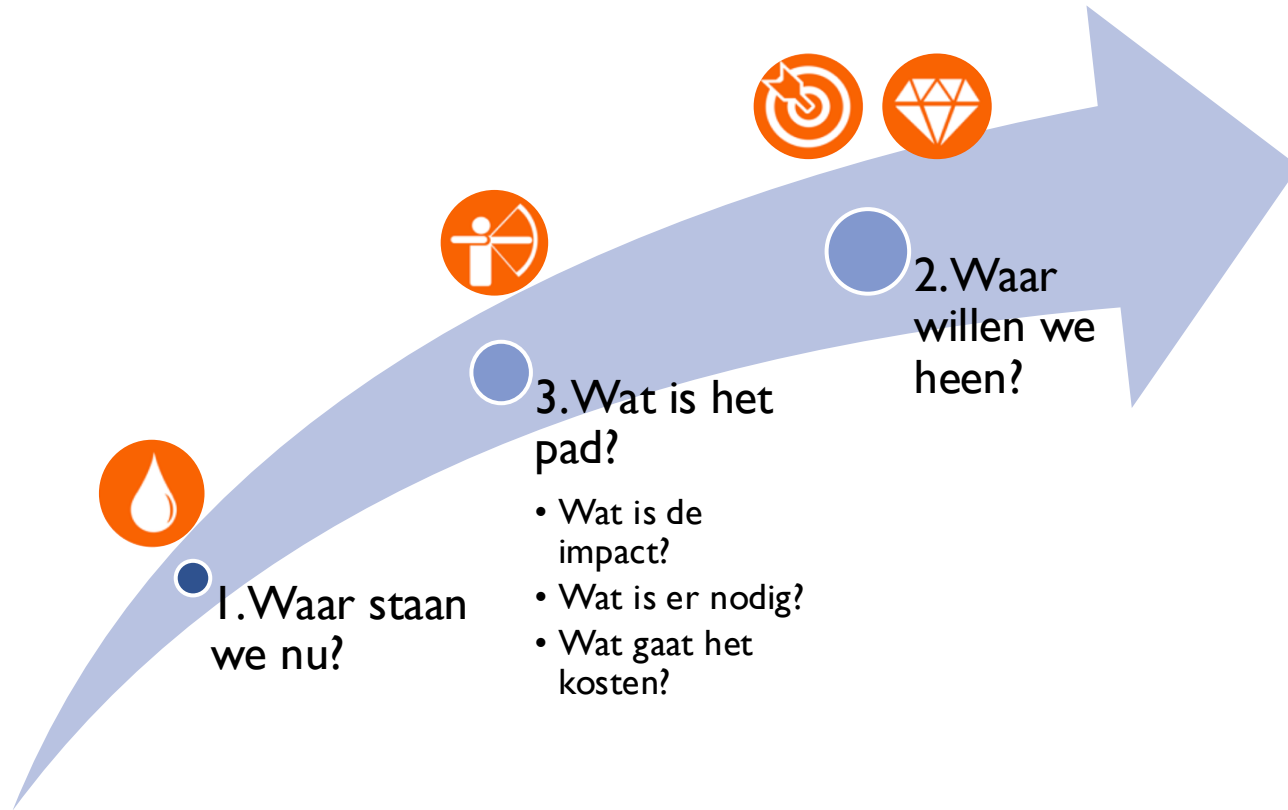 1. Waar staan
we nu?
3. Wat is het
pad?
• Wat is de
impact?
• Wat is er nodig?
• Wat gaat het
kosten?
2. Waar
willen we
heen?